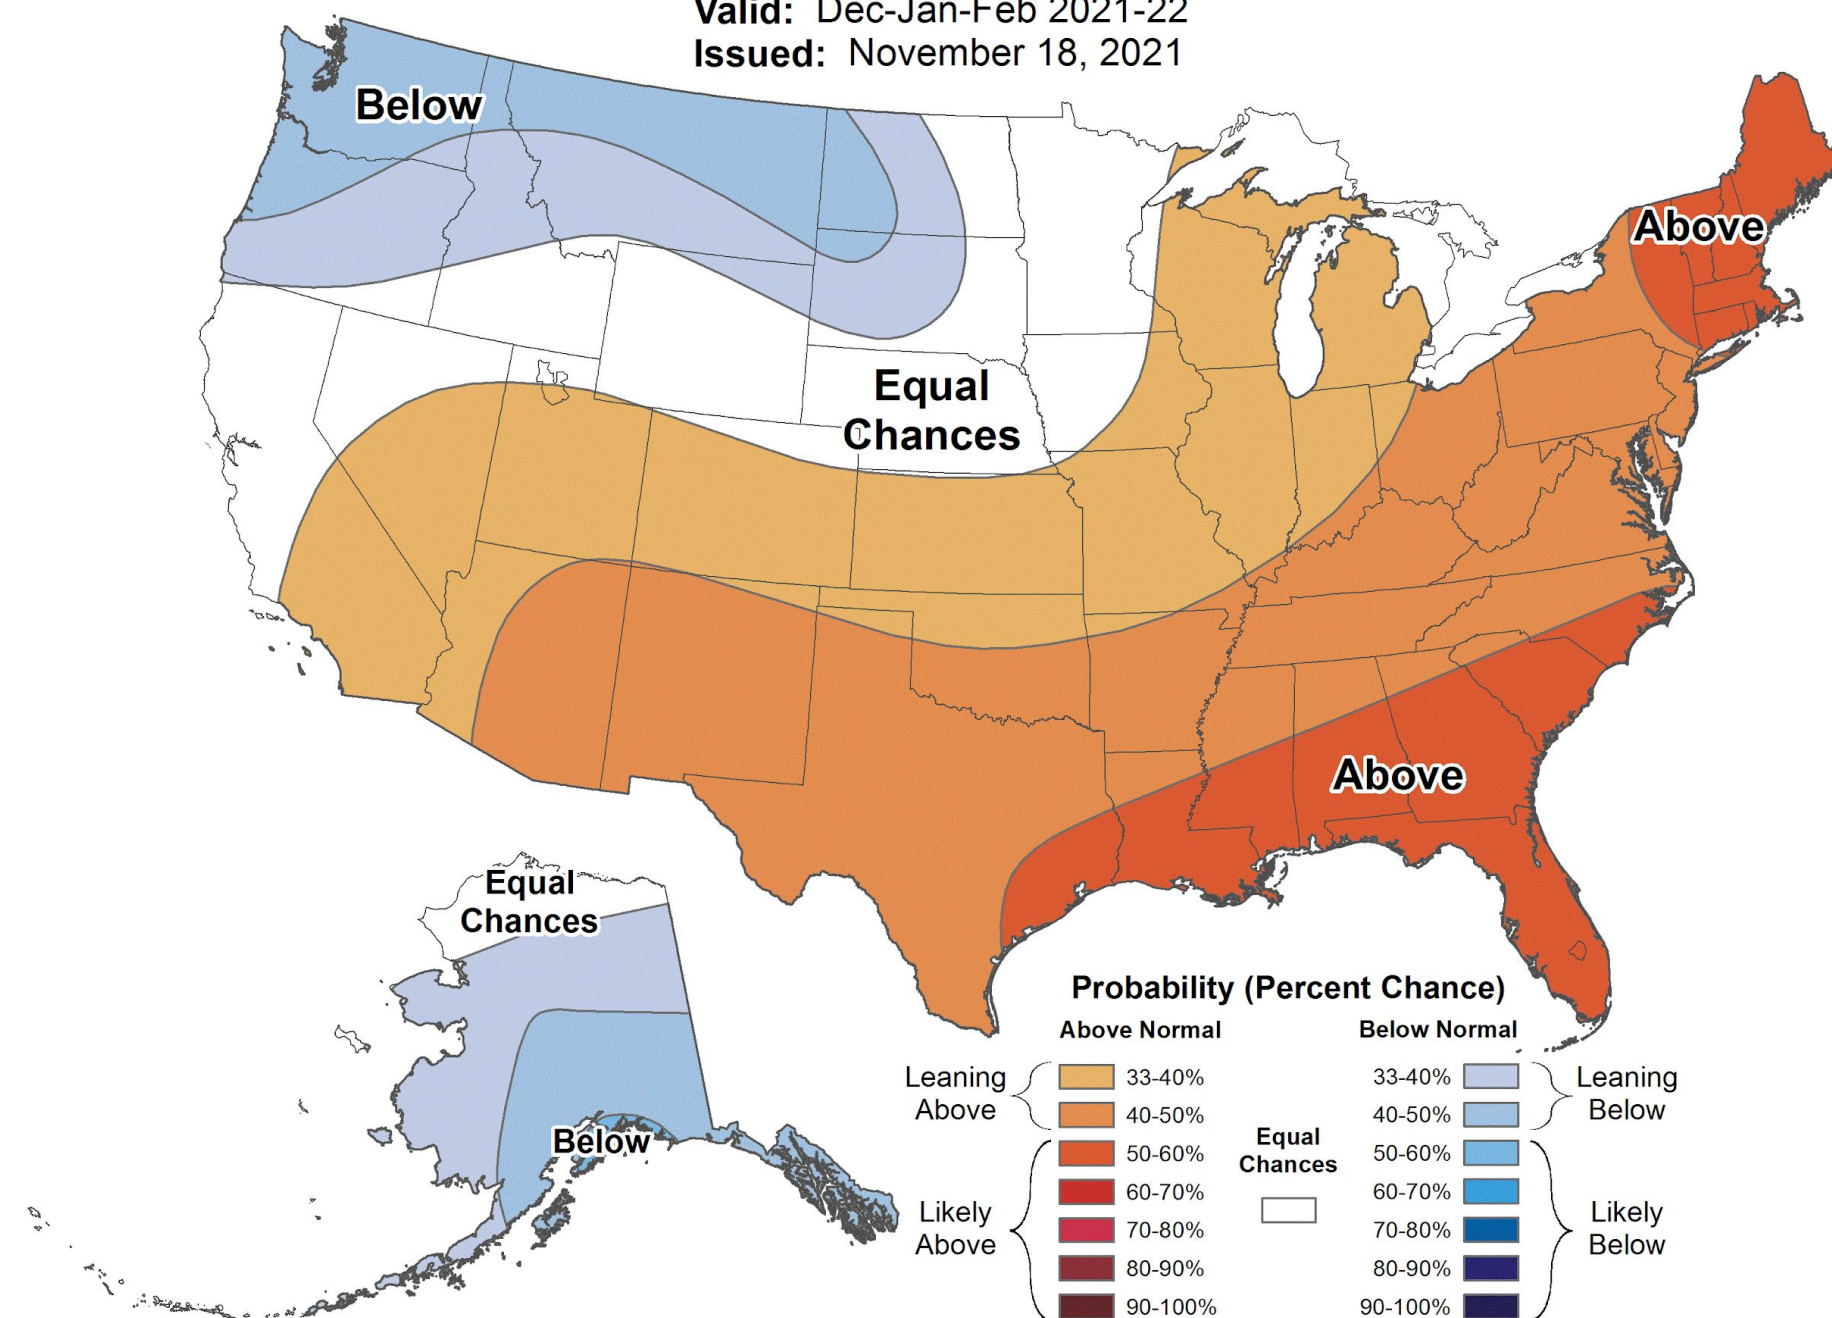 Valid: Dec-Jan-Feb 2021-22
Issued: November 18, 2021
Below
Above
Equal
Chances
Above
Equal
Chances
Below
Probability (Percent Chance)
Above Normal
Below Normal
Leaning
Above
33-40%
40-50%
50-60%
60-70%
70-80%
80-90%
90-100%
Likely
Above
Equal
Chances
33-40%
40-50%
50-60%
60-70%
70-80%
80-90%
90-100%
Leaning
Below
Likely
Below